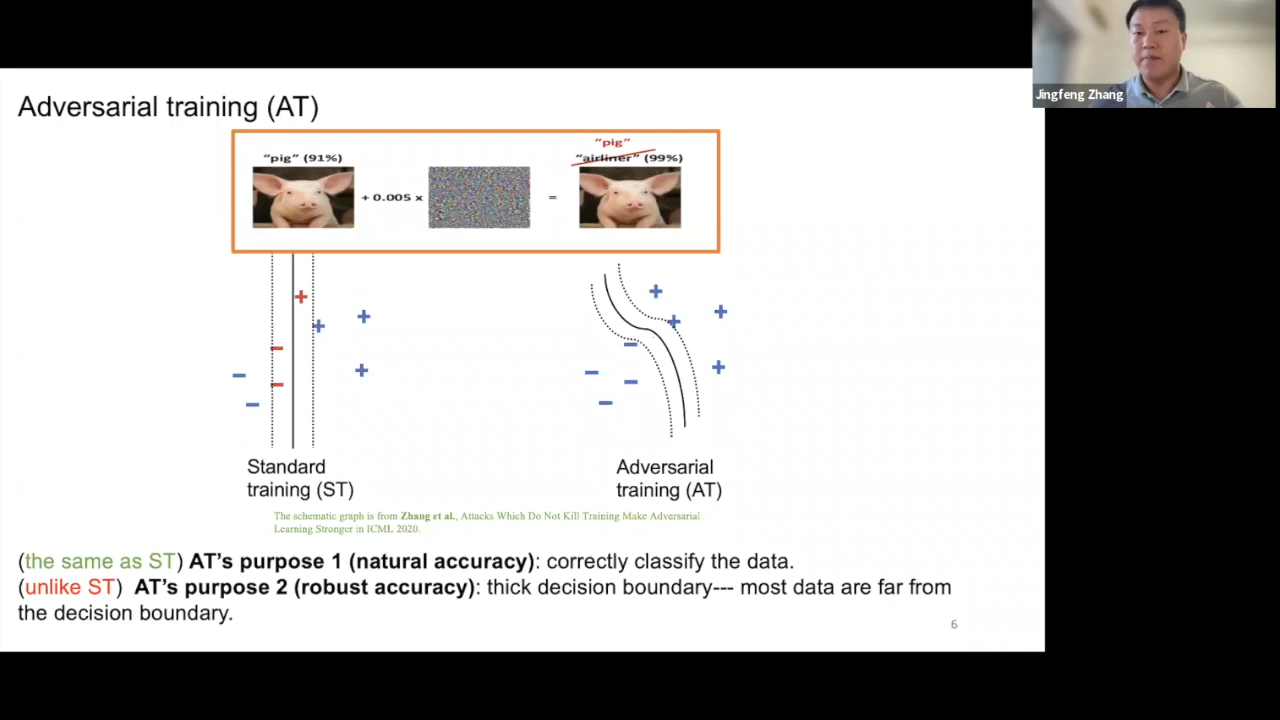 Jingfeng Zhang
Adversarial training (AT)
"pig" (91%)
+ 0.005 x
=
"pig"
"airliner" (99%)
Standard
training (ST)
Adversarial
training (AT)
The schematic graph is from Zhang et al., Attacks Which Do Not Kill Training Make Adversarial
Learning Stronger in ICML 2020.
(the same as ST) AT's purpose 1 (natural accuracy): correctly classify the data.
(unlike ST) AT's purpose 2 (robust accuracy): thick decision boundary--- most data are far from
the decision boundary.
6